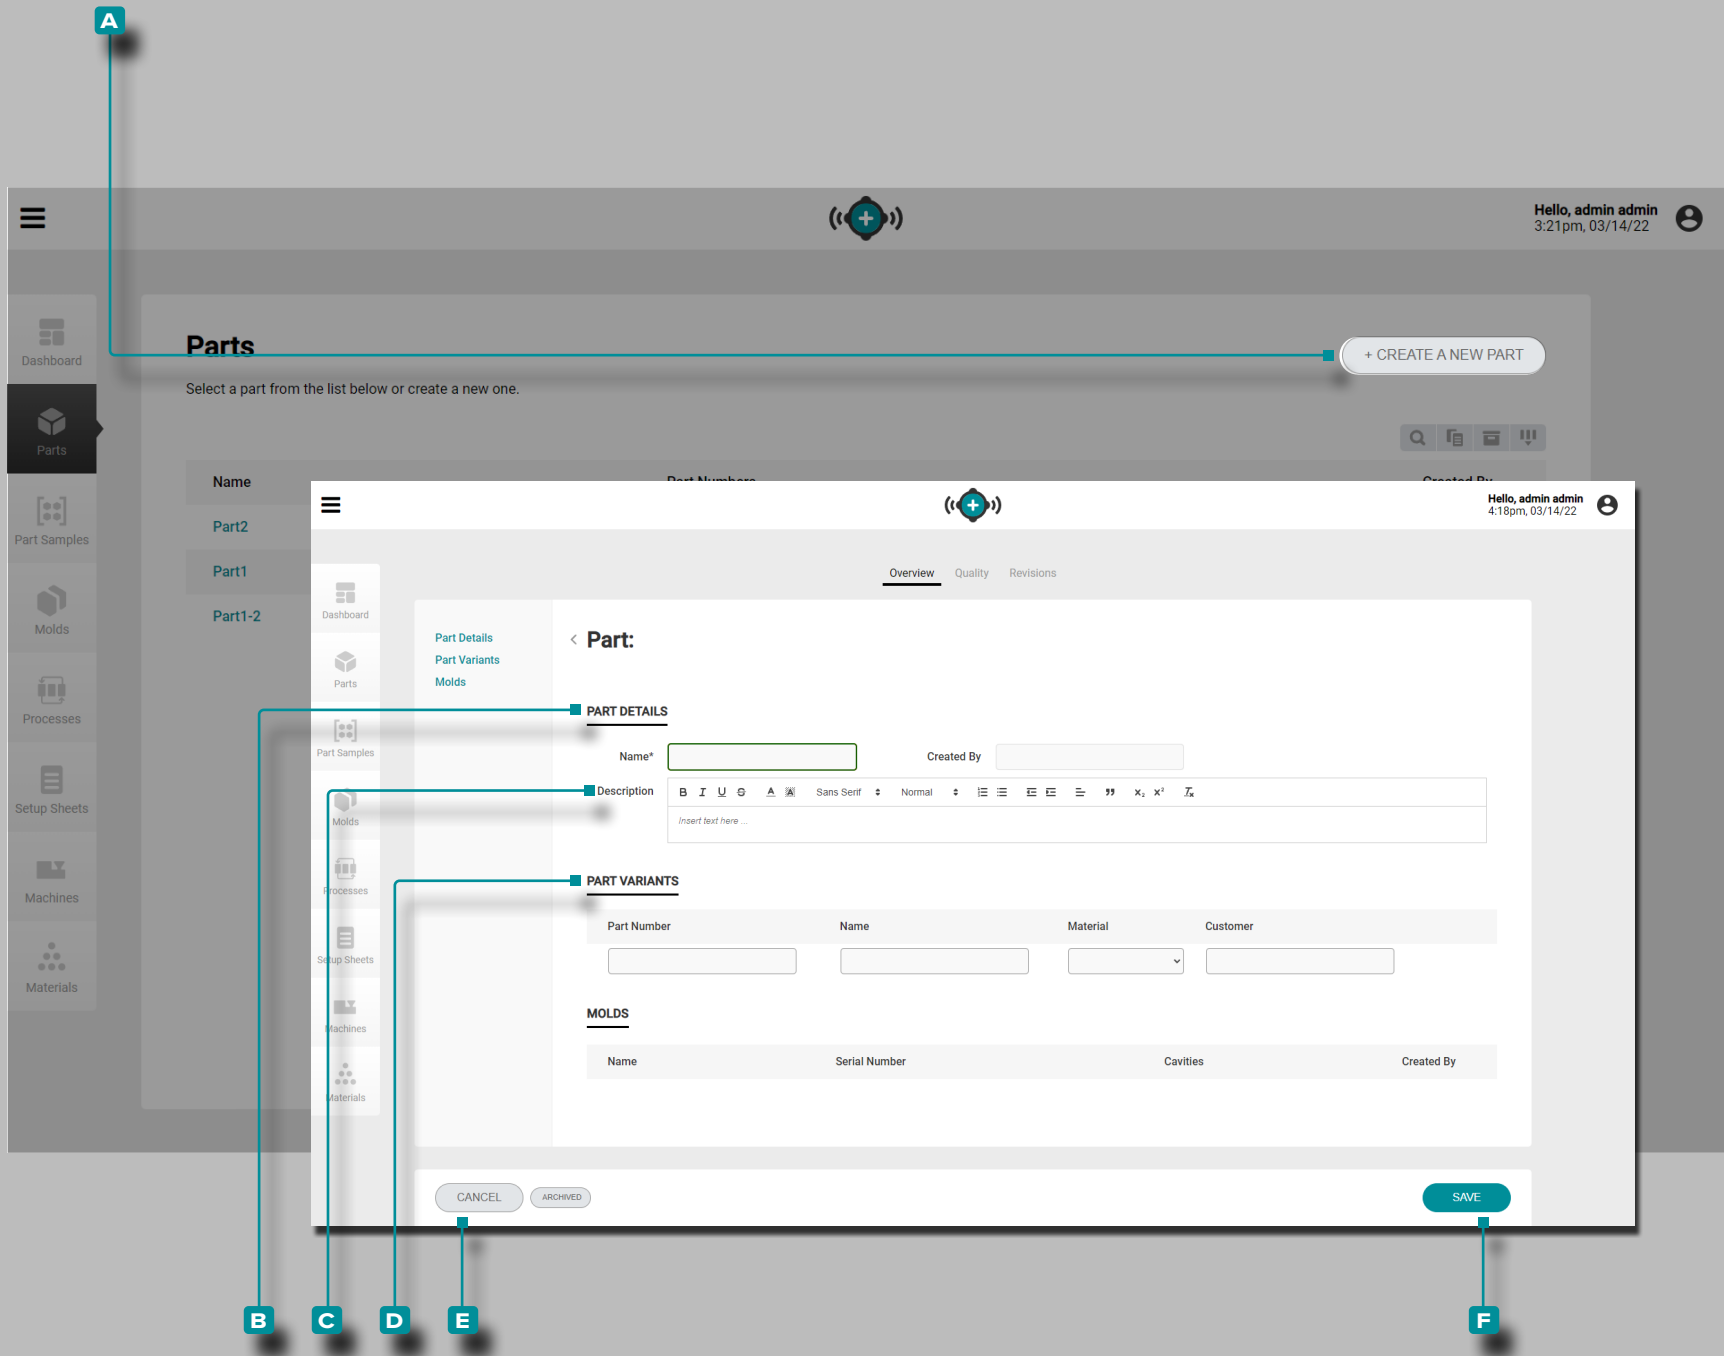 A
Hello, admin admin
3:21pm, 03/14/22
Dashboard
Parts
Part Samples
Molds
Processes
Setup Sheets
Machines
Materials
Parts
+ CREATE A NEW PART
Select a part from the list below or create a new one.
Name Part Numbers Created By
Part2
Part1
Part1-2
Hello, admin admin
4:18pm, 03/14/22
Dashboard
Parts
Part Samples
Molds
Processes
Setup Sheets
Machines
Materials
Overview Quality Revisions
Part Details
Part Variants
Molds
< Part:
PART DETAILS
Name* Created By
Description B I U S A A Sans Serif Normal
Insert text here ...
PART VARIANTS
Part Number Name Material Customer
MOLDS
Name Serial Number Cavities Created By
CANCEL ARCHIVED SAVE
B C D E F